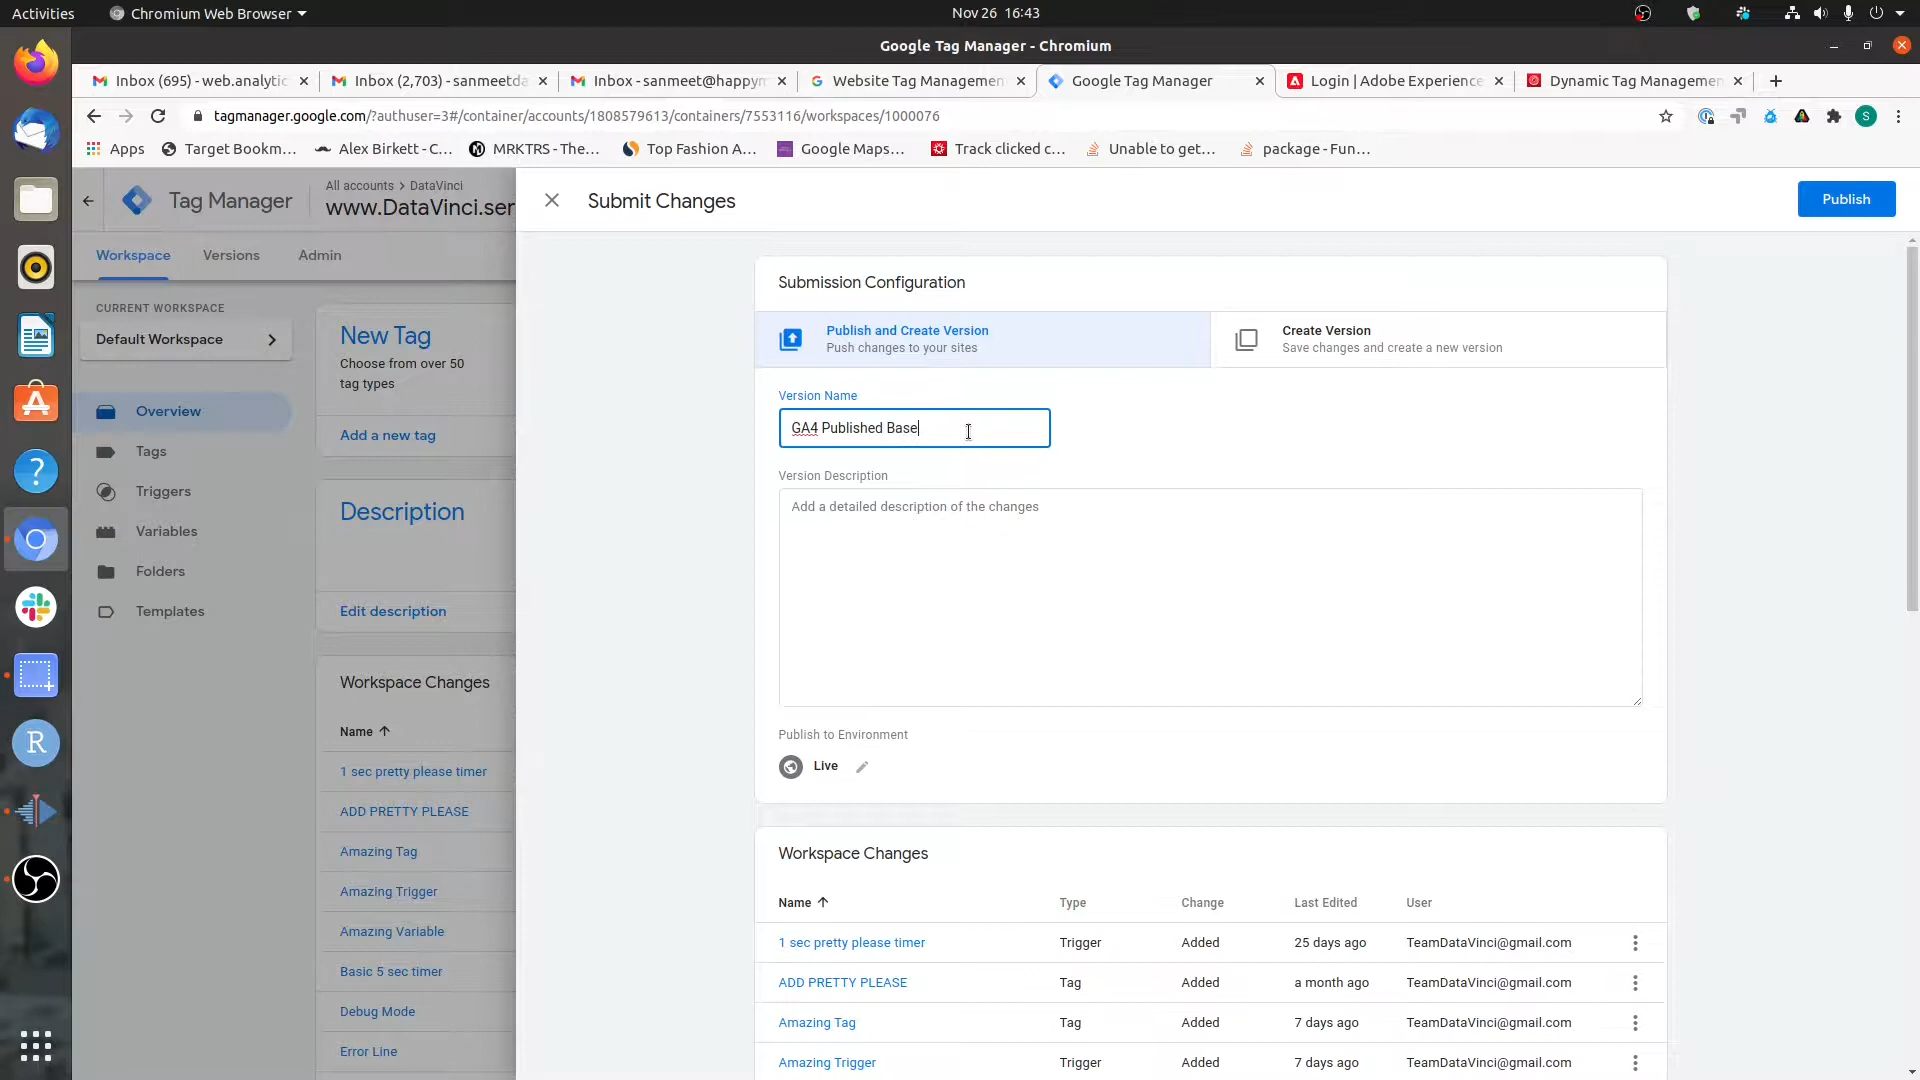 Activities
Chromium Web Browser
Nov 26 16:43
Google Tag Manager - Chromium
Inbox (695) - web.analytic
Inbox (2,703) - sanmeetda
Inbox - sanmeet@happym
Website Tag Managemen
Google Tag Manager
Login | Adobe Experience
Dynamic Tag Managemen
tagmanager.google.com/?authuser=3#/container/accounts/1808579613/containers/7553116/workspaces/1000076
S
Apps
Target Bookm...
Alex Birkett - C...
MRKTRS - The...
Top Fashion A...
Google Maps...
Track clicked c...
Unable to get...
package - Fun...
Tag Manager
All accounts > DataVinci
www.DataVinci.ser
Submit Changes
Publish
Workspace
Versions
Admin
CURRENT WORKSPACE
Default Workspace
Overview
Tags
Triggers
Variables
Folders
Templates
New Tag
Choose from over 50
tag types
Add a new tag
Description
Edit description
Workspace Changes
Name
1 sec pretty please timer
ADD PRETTY PLEASE
Amazing Tag
Amazing Trigger
Amazing Variable
Basic 5 sec timer
Debug Mode
Error Line
Submission Configuration
Publish and Create Version
Push changes to your sites
Create Version
Save changes and create a new version
Version Name
GA4 Published Base
Version Description
Add a detailed description of the changes
Publish to Environment
Live
Workspace Changes
Name Type Change Last Edited User
1 sec pretty please timer Trigger Added 25 days ago TeamDataVinci@gmail.com
ADD PRETTY PLEASE Tag Added a month ago TeamDataVinci@gmail.com
Amazing Tag Tag Added 7 days ago TeamDataVinci@gmail.com
Amazing Trigger Trigger Added 7 days ago TeamDataVinci@gmail.com
R